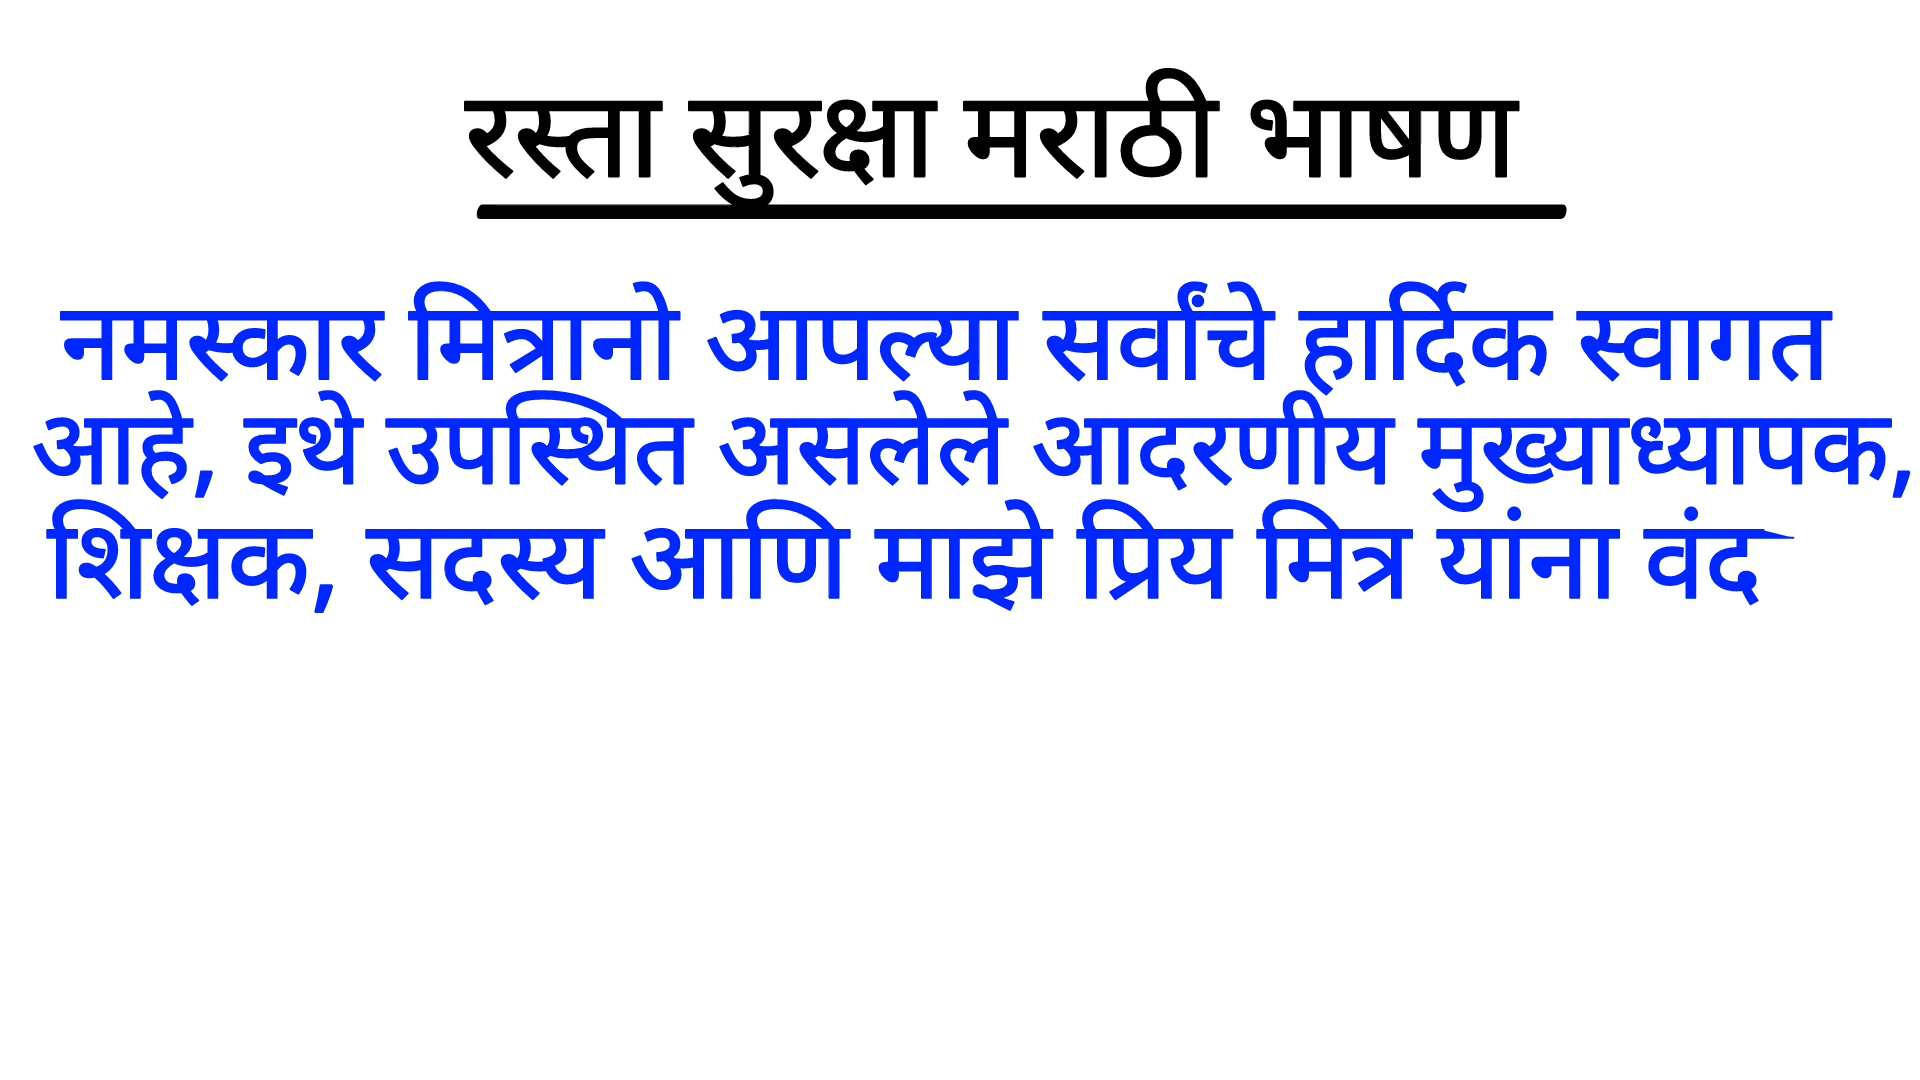 रस्ता सुरक्षा मराठी भाषण
नमस्कार मित्रानो आपल्या सर्वांचे हार्दिक स्वागत
आहे, इथे उपस्थित असलेले आदरणीय मुख्याध्यापक,
शिक्षक, सदस्य आणि माझे प्रिय मित्र यांना वंद